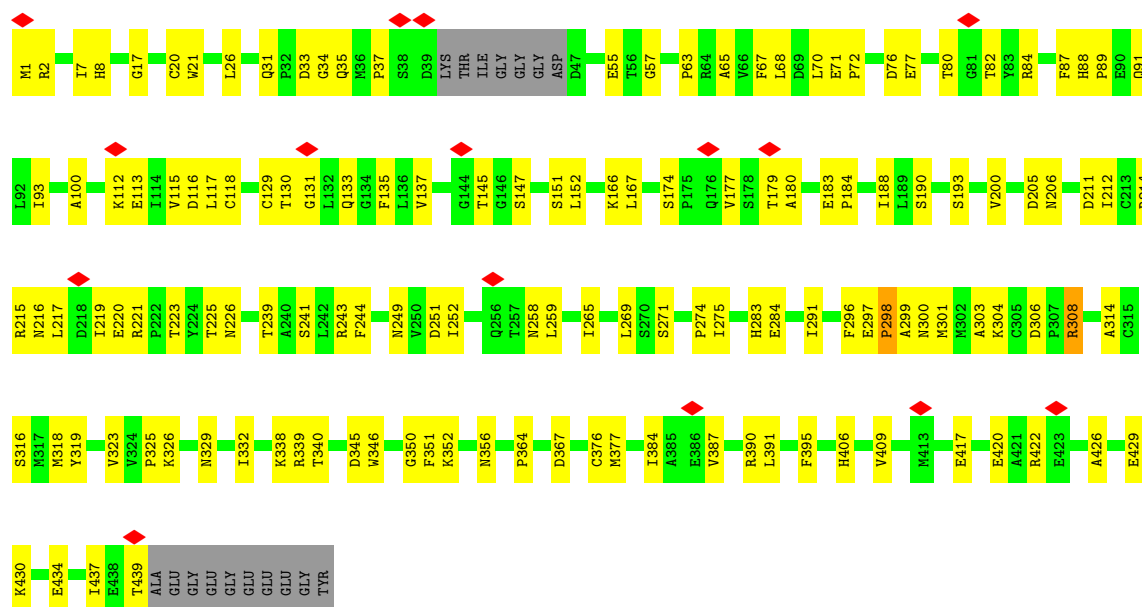 M1 R2 I7 H8 G17 C20 W21 L26 Q31 P32 D33 G34 Q35 M36 P37 S38 D39 LYS THR ILE GLY GLY GLY ASP D47 E55 T56 G57 P63 R64 A65 V66 F67 L68 D69 L70 E71 P72 D76 E77 T80 G81 T82 Y83 R84 F87 H88 P89 E90 Q91
L92 I93 A100 K112 E113 I114 V115 D116 L117 C118 C129 T130 G131 L132 Q133 G134 F135 L136 V137 G144 T145 G146 S147 S151 L152 K166 L167 S174 P175 Q176 V177 S178 T179 A180 E183 P184 I188 L189 S190 S193 V200 D205 N206 D211 I212 C213
R215 N216 L217 D218 I219 E220 R221 P222 T223 Y224 T225 N226 T239 A240 S241 L242 R243 F244 N249 V250 D251 I252 Q256 T257 N258 L259 I265 L269 S270 S271 P274 I275 H283 E284 I291 F296 E297 P298 A299 N300 M301 M302 A303 K304 C305 D306 P307 R308 A314 C315
S316 M317 M318 Y319 V323 V324 P325 K326 N329 I332 K338 R339 T340 D345 W346 G350 F351 K352 N356 P364 D367 C376 M377 I384 A385 E386 V387 R390 L391 F395 H406 V409 M413 E417 E420 A421 R422 E423 A426 E429
K430 E434 I437 E438 T439 ALA GLU GLY GLU GLY GLU GLU GLU GLY TYR